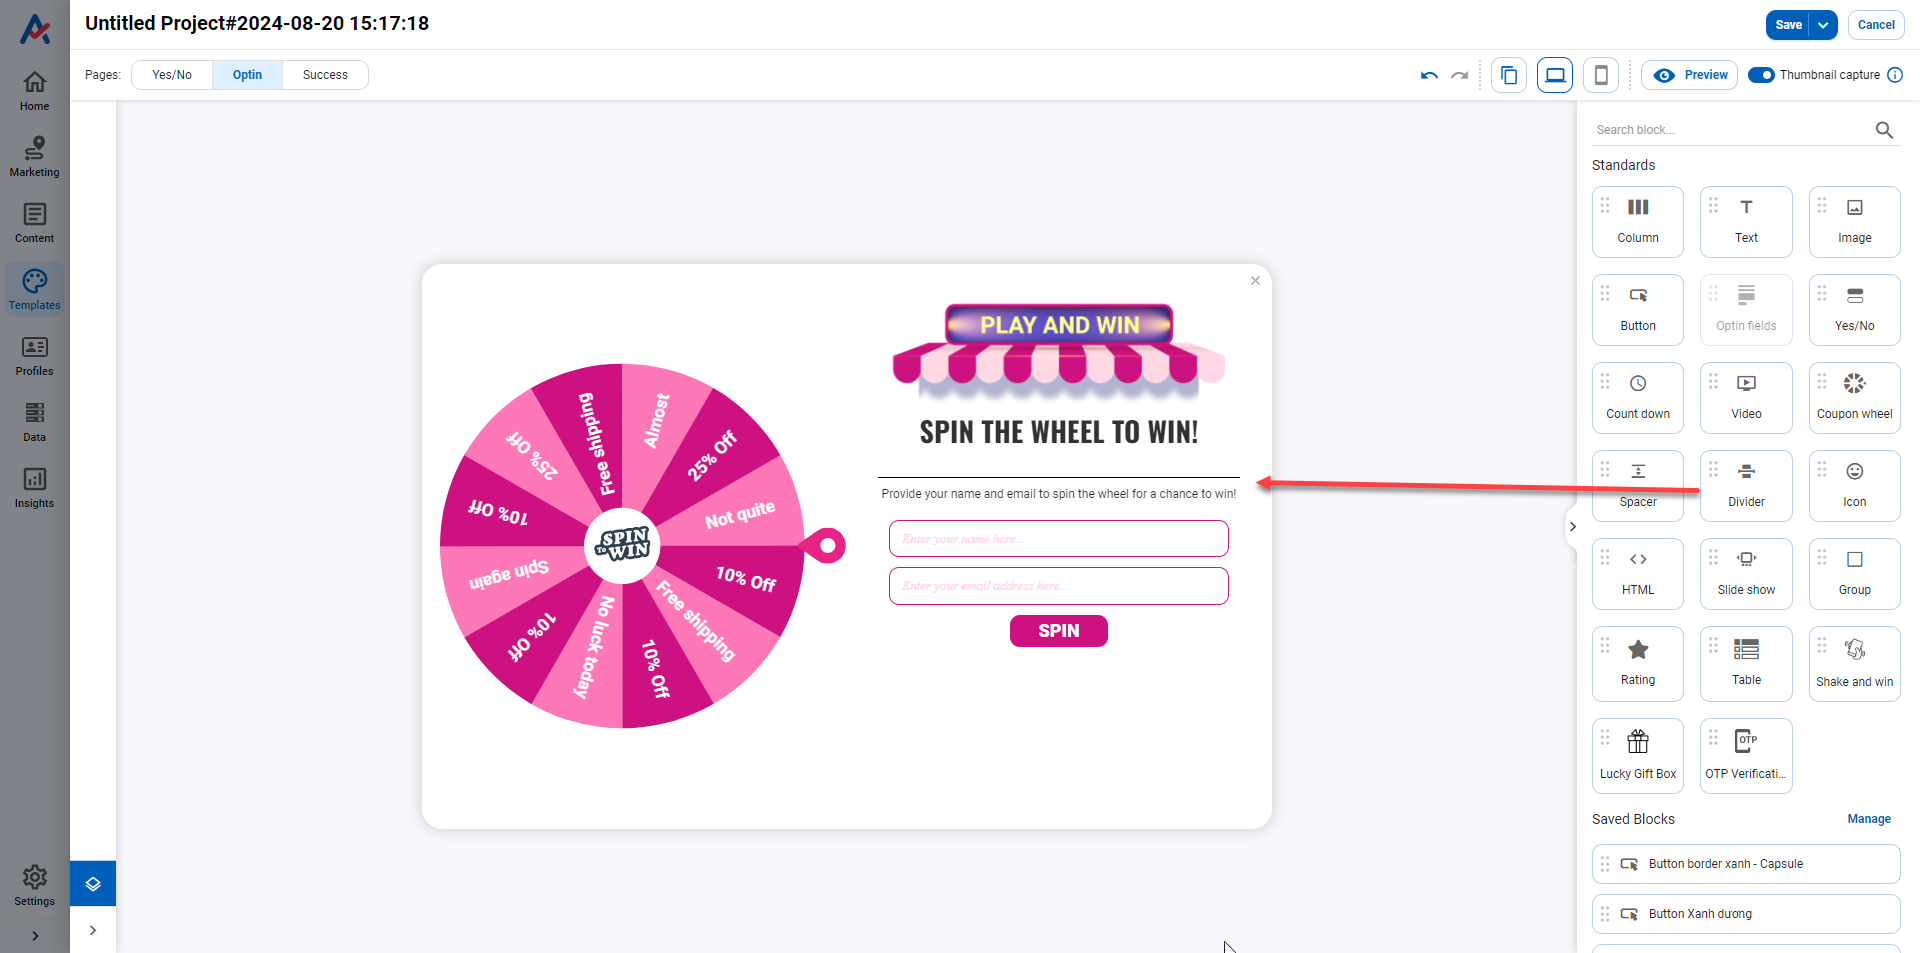 Untitled Project#2024-08-20 15:17:18
Save
Cancel
Pages:
Yes/No
Optin
Success
Preview
Thumbnail capture
Home
Marketing
Content
Templates
Profiles
Data
Insights
Settings
PLAY AND WIN
SPIN THE WHEEL TO WIN!
Provide your name and email to spin the wheel for a chance to win!
Enter your name here...
Enter your email address here...
SPIN
Almost
25% Off
Not quite
10% Off
Free shipping
10% Off
No luck today
10% Off
Spin again
10% Off
25% Off
Free shipping
SPIN
TO WIN
Search block...
Standards
Column
Text
Image
Button
Optin fields
Yes/No
Count down
Video
Coupon wheel
Spacer
Divider
Icon
HTML
Slide show
Group
Rating
Table
Shake and win
Lucky Gift Box
OTP
OTP Verificati...
Saved Blocks
Manage
Button border xanh - Capsule
Button Xanh dương